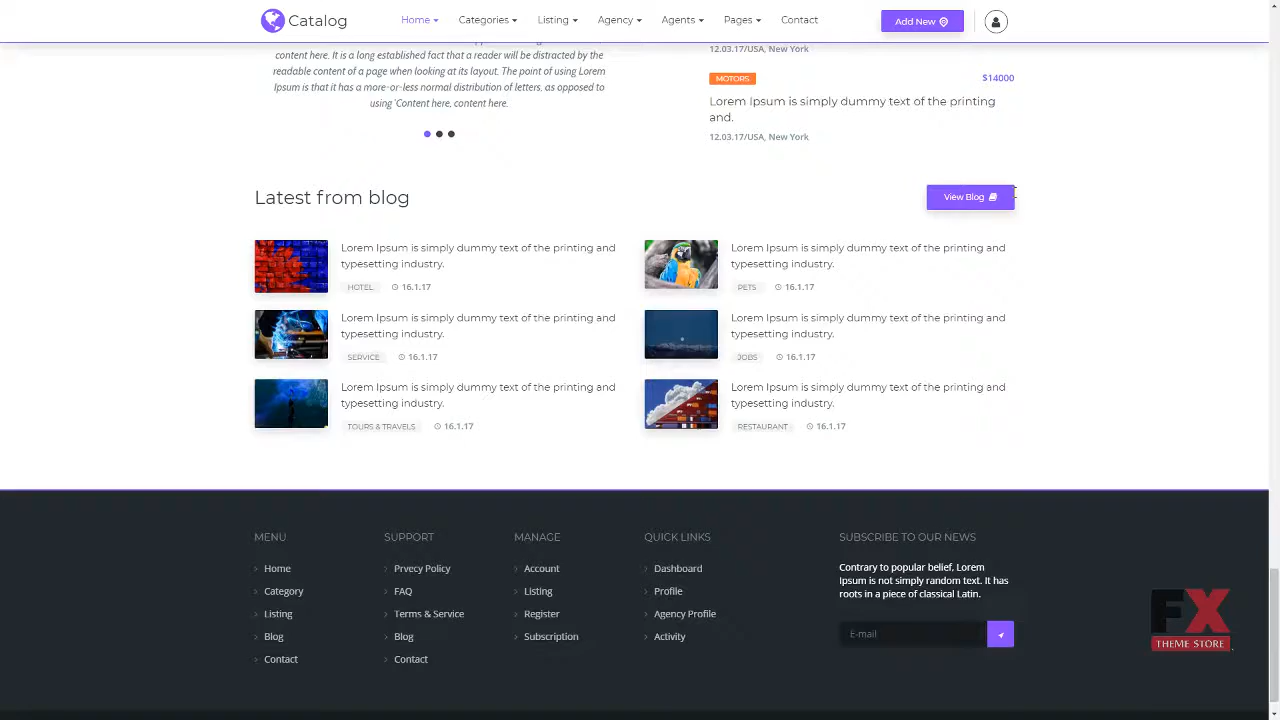 Catalog
Home
Categories
Listing
Agency
Agents
Pages
Contact
Add New
content here. It is a long established fact that a reader will be distracted by the
readable content of a page when looking at its layout. The point of using Lorem
Ipsum is that it has a more-or-less normal distribution of letters, as opposed to
using 'Content here, content here.
12.03.17/USA, New York
MOTORS
$14000
Lorem Ipsum is simply dummy text of the printing
and.
12.03.17/USA, New York
Latest from blog
View Blog
Lorem Ipsum is simply dummy text of the printing and
typesetting industry.
HOTEL 16.1.17
Lorem Ipsum is simply dummy text of the printing and
typesetting industry.
PETS 16.1.17
Lorem Ipsum is simply dummy text of the printing and
typesetting industry.
SERVICE 16.1.17
Lorem Ipsum is simply dummy text of the printing and
typesetting industry.
JOBS 16.1.17
Lorem Ipsum is simply dummy text of the printing and
typesetting industry.
TOURS & TRAVELS 16.1.17
Lorem Ipsum is simply dummy text of the printing and
typesetting industry.
RESTAURANT 16.1.17
MENU
Home
Category
Listing
Blog
Contact
SUPPORT
Prvecy Policy
FAQ
Terms & Service
Blog
Contact
MANAGE
Account
Listing
Register
Subscription
QUICK LINKS
Dashboard
Profile
Agency Profile
Activity
SUBSCRIBE TO OUR NEWS
Contrary to popular belief, Lorem
Ipsum is not simply random text. It has
roots in a piece of classical Latin.
E-mail
FX
THEME STORE